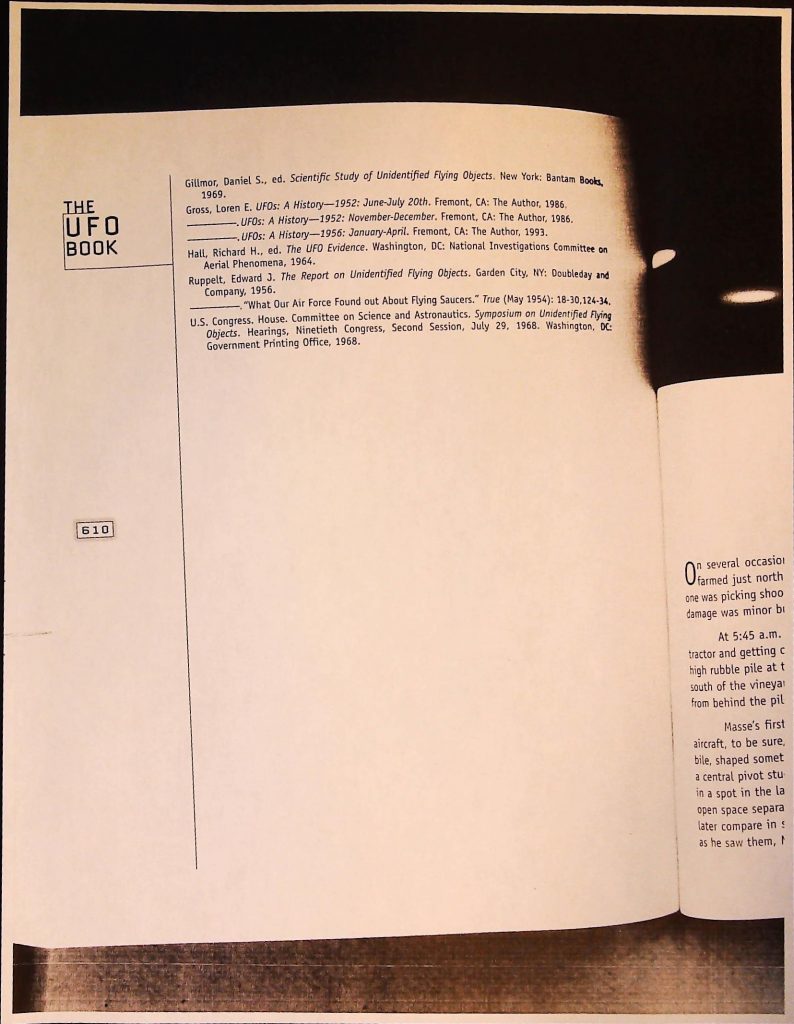 THE
UFO
BOOK
610
Gillmor, Daniel S., ed. Scientific Study of Unidentified Flying Objects. New York: Bantam Books,
1969.
Gross, Loren E. UFOs: A History—1952: June-July 20th. Fremont, CA: The Author, 1986.
________. UFOs: A History—1952: November-December. Fremont, CA: The Author, 1986.
________. UFOs: A History—1956: January-April. Fremont, CA: The Author, 1993.
Hall, Richard H., ed. The UFO Evidence. Washington, DC: National Investigations Committee on
Aerial Phenomena, 1964.
Ruppelt, Edward J. The Report on Unidentified Flying Objects. Garden City, NY: Doubleday and
Company, 1956.
________. "What Our Air Force Found out About Flying Saucers." True (May 1954): 18-30,124-34.
U.S. Congress. House. Committee on Science and Astronautics. Symposium on Unidentified Flying
Objects. Hearings, Ninetieth Congress, Second Session, July 29, 1968. Washington, DC:
Government Printing Office, 1968.
On several occasion
farmed just north
one was picking shoo
damage was minor
At 5:45 a.m.
tractor and getting
high rubble pile at
south of the vineyar
from behind the pil
Masse's first
aircraft, to be sure,
bile, shaped somet
a central pivot stu
in a spot in the la
open space separa
later compare in
as he saw them,